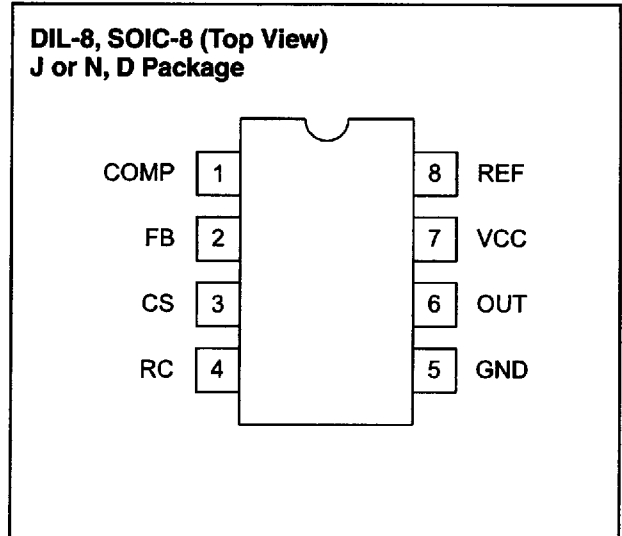 DIL-8, SOIC-8 (Top View)
J or N, D Package
COMP 1 8 REF
FB 2 7 VCC
CS 3 6 OUT
RC 4 5 GND